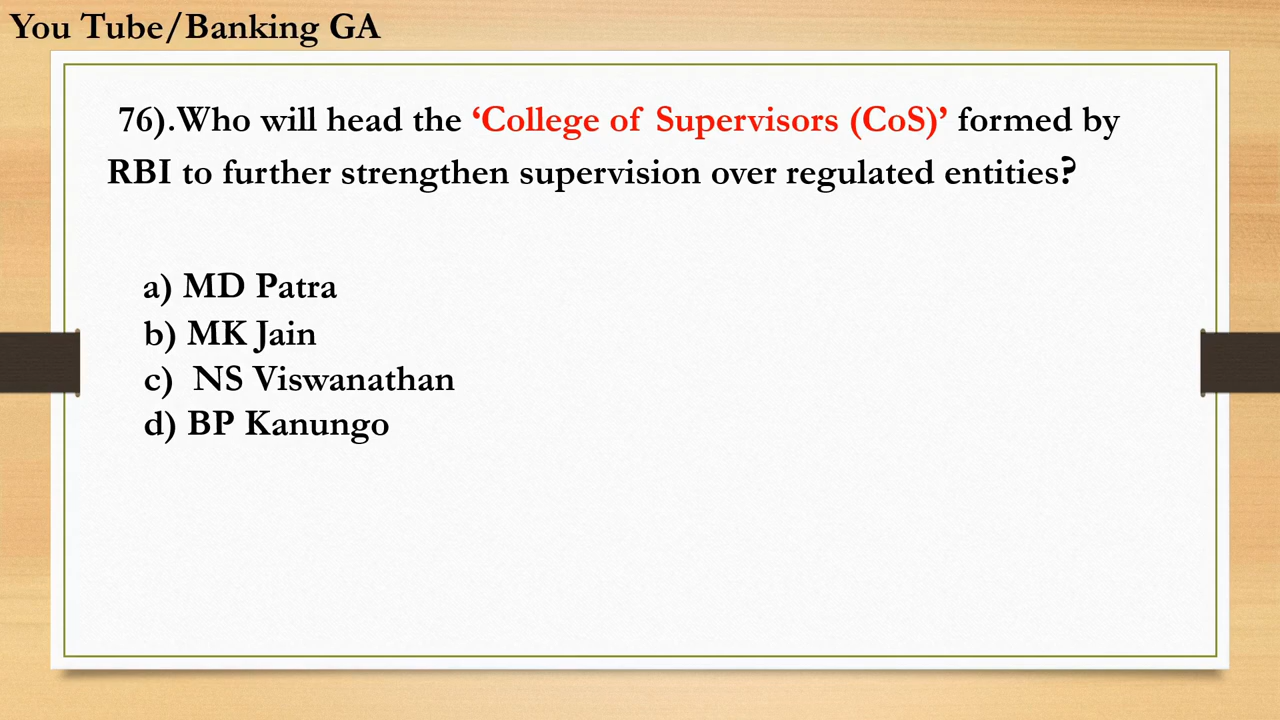 You Tube/Banking GA
76).Who will head the ‘College of Supervisors (CoS)’ formed by
RBI to further strengthen supervision over regulated entities?
a) MD Patra
b) MK Jain
c) NS Viswanathan
d) BP Kanungo